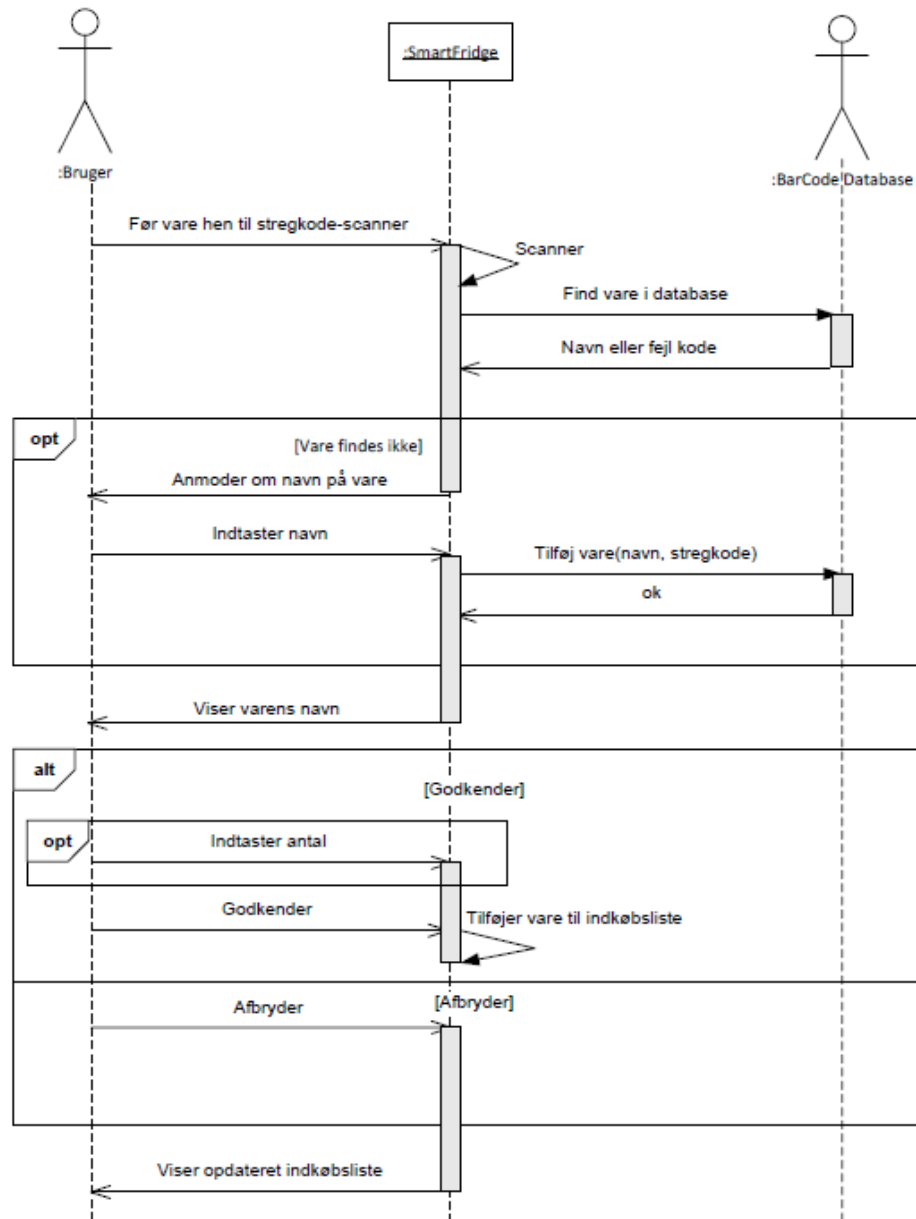 :SmartFridge
:Bruger
:BarCode Database
Før vare hen til stregkode-scanner
Scanner
Find vare i database
Navn eller fejl kode
opt
[Vare findes ikke]
Anmoder om navn på vare
Indtaster navn
Tilføj vare(navn, stregkode)
ok
Viser varens navn
alt
[Godkender]
opt
Indtaster antal
Godkender
Tilføjer vare til indkøbsliste
Afbryder
[Afbryder]
Viser opdateret indkøbsliste